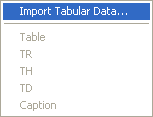 Import Tabular Data...
Table
TR
TH
TD
Caption